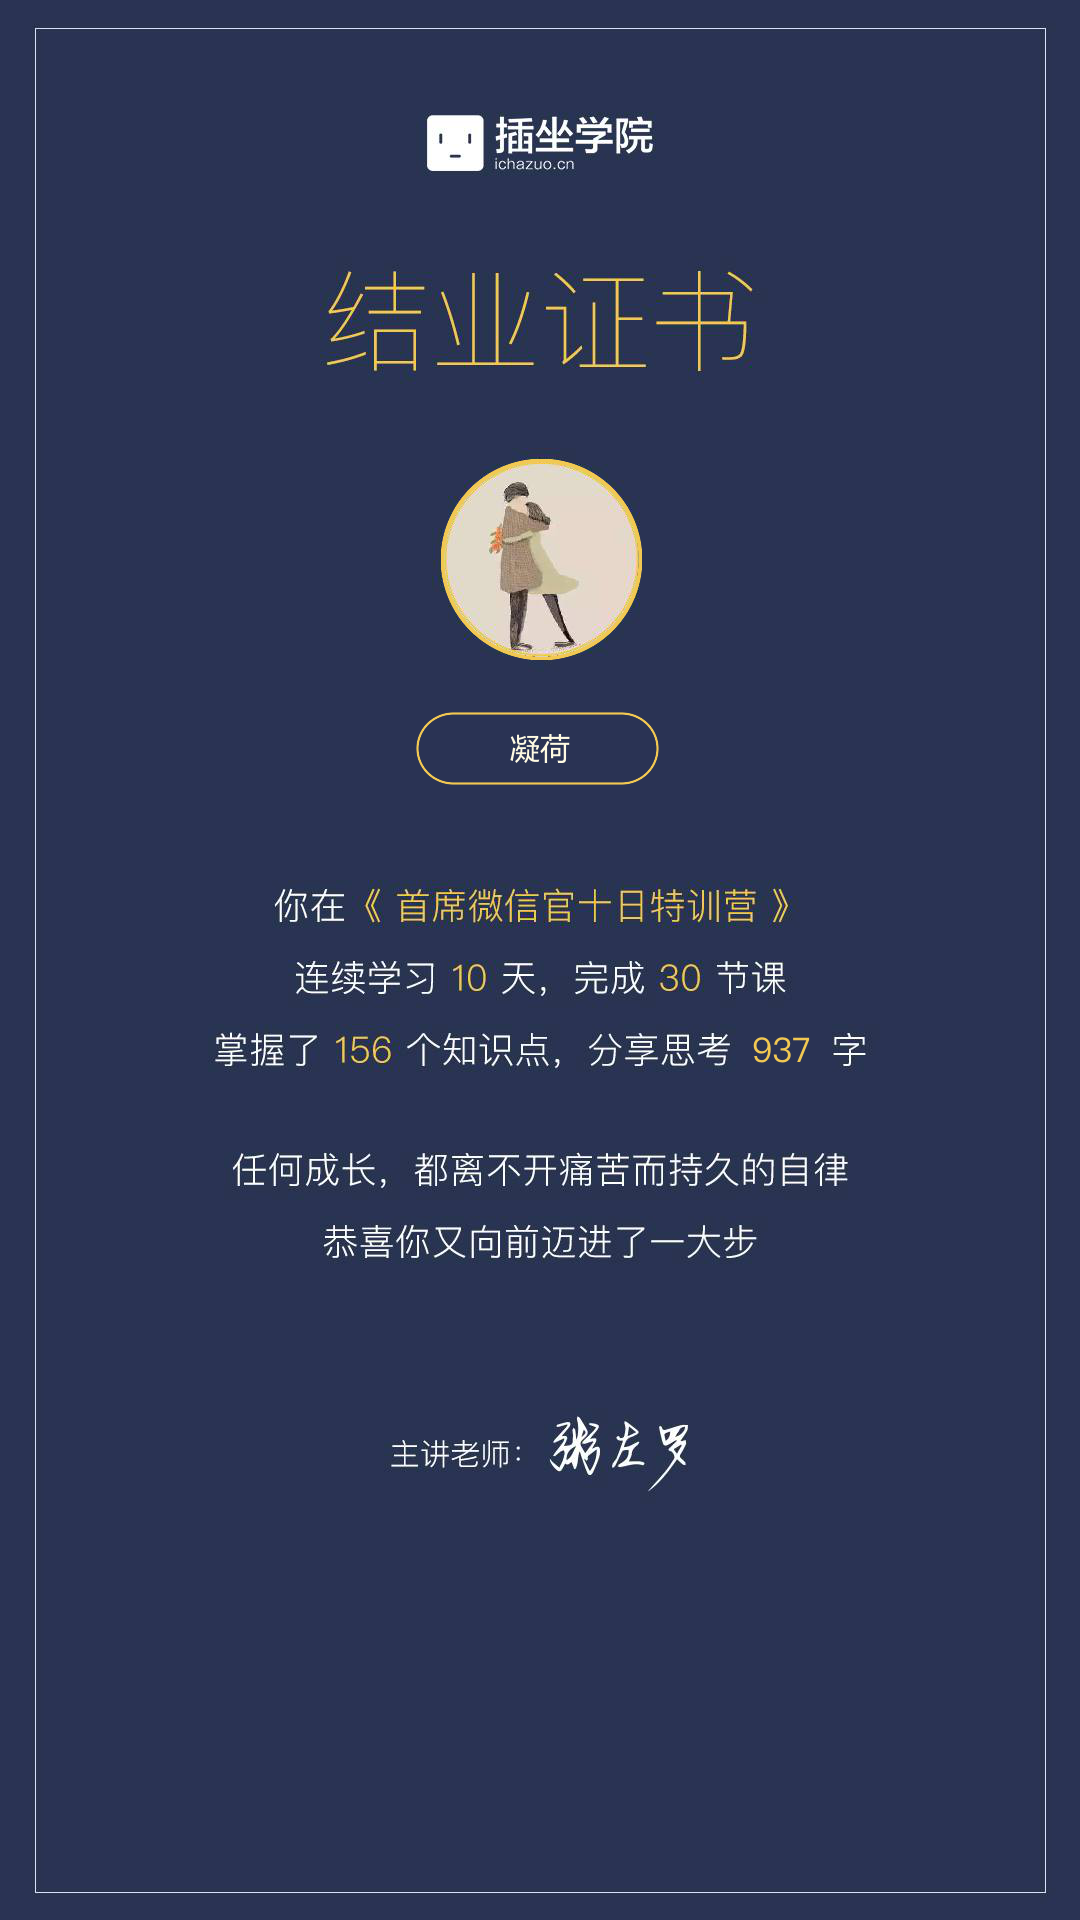 插坐学院
ichazuo.cn
结业证书
凝荷
你在《 首席微信官十日特训营 》
连续学习 10 天，完成 30 节课
掌握了 156 个知识点，分享思考 937 字
任何成长，都离不开痛苦而持久的自律
恭喜你又向前迈进了一大步
主讲老师：粥左罗